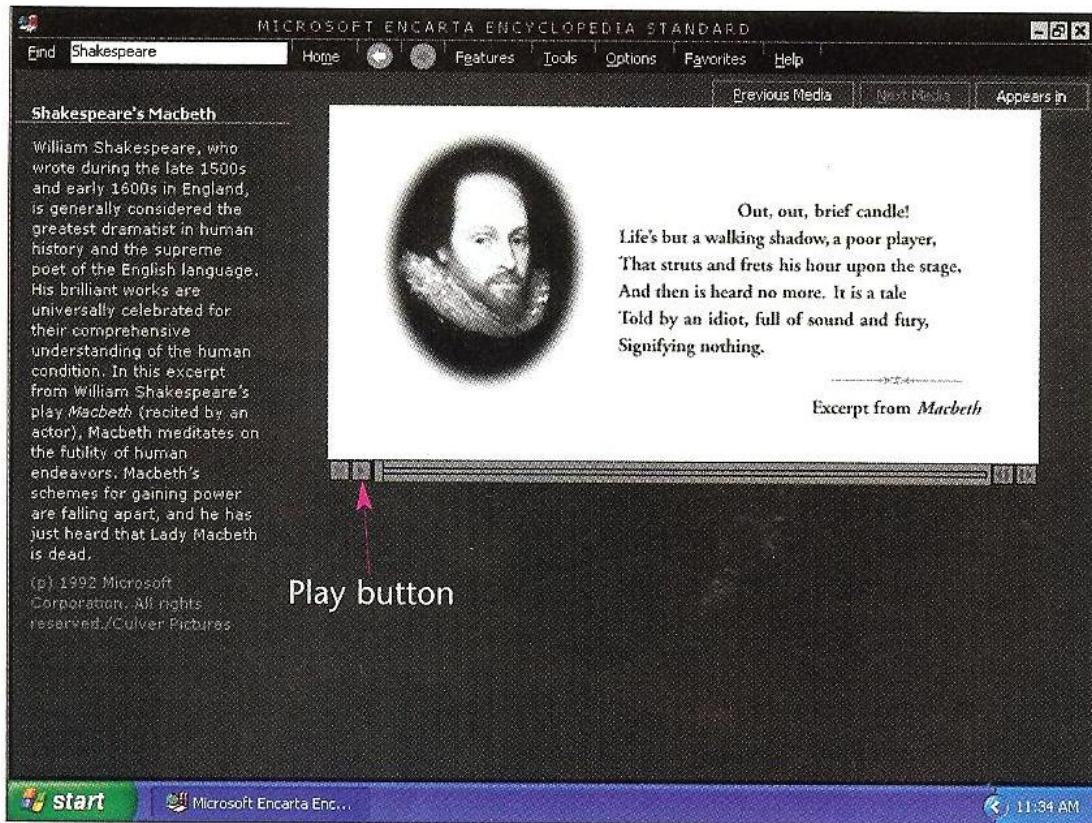 MICROSOFT ENCARTA ENCYCLOPEDIA STANDARD
Find Shakespeare Home Features Tools Options Favorites Help
Previous Media Next Media Appears in
Shakespeare's Macbeth
William Shakespeare, who
wrote during the late 1500s
and early 1600s in England,
is generally considered the
greatest dramatist in human
history and the supreme
poet of the English language.
His brilliant works are
universally celebrated for
their comprehensive
understanding of the human
condition. In this excerpt
from William Shakespeare's
play Macbeth (recited by an
actor), Macbeth meditates on
the futility of human
endeavors. Macbeth's
schemes for gaining power
are falling apart, and he has
just heard that Lady Macbeth
is dead.
(p) 1992 Microsoft
Corporation. All rights
reserved./Culver Pictures
Out, out, brief candle!
Life's but a walking shadow, a poor player,
That struts and frets his hour upon the stage,
And then is heard no more. It is a tale
Told by an idiot, full of sound and fury,
Signifying nothing.
Excerpt from Macbeth
Play button
start Microsoft Encarta Enc... 11:34 AM